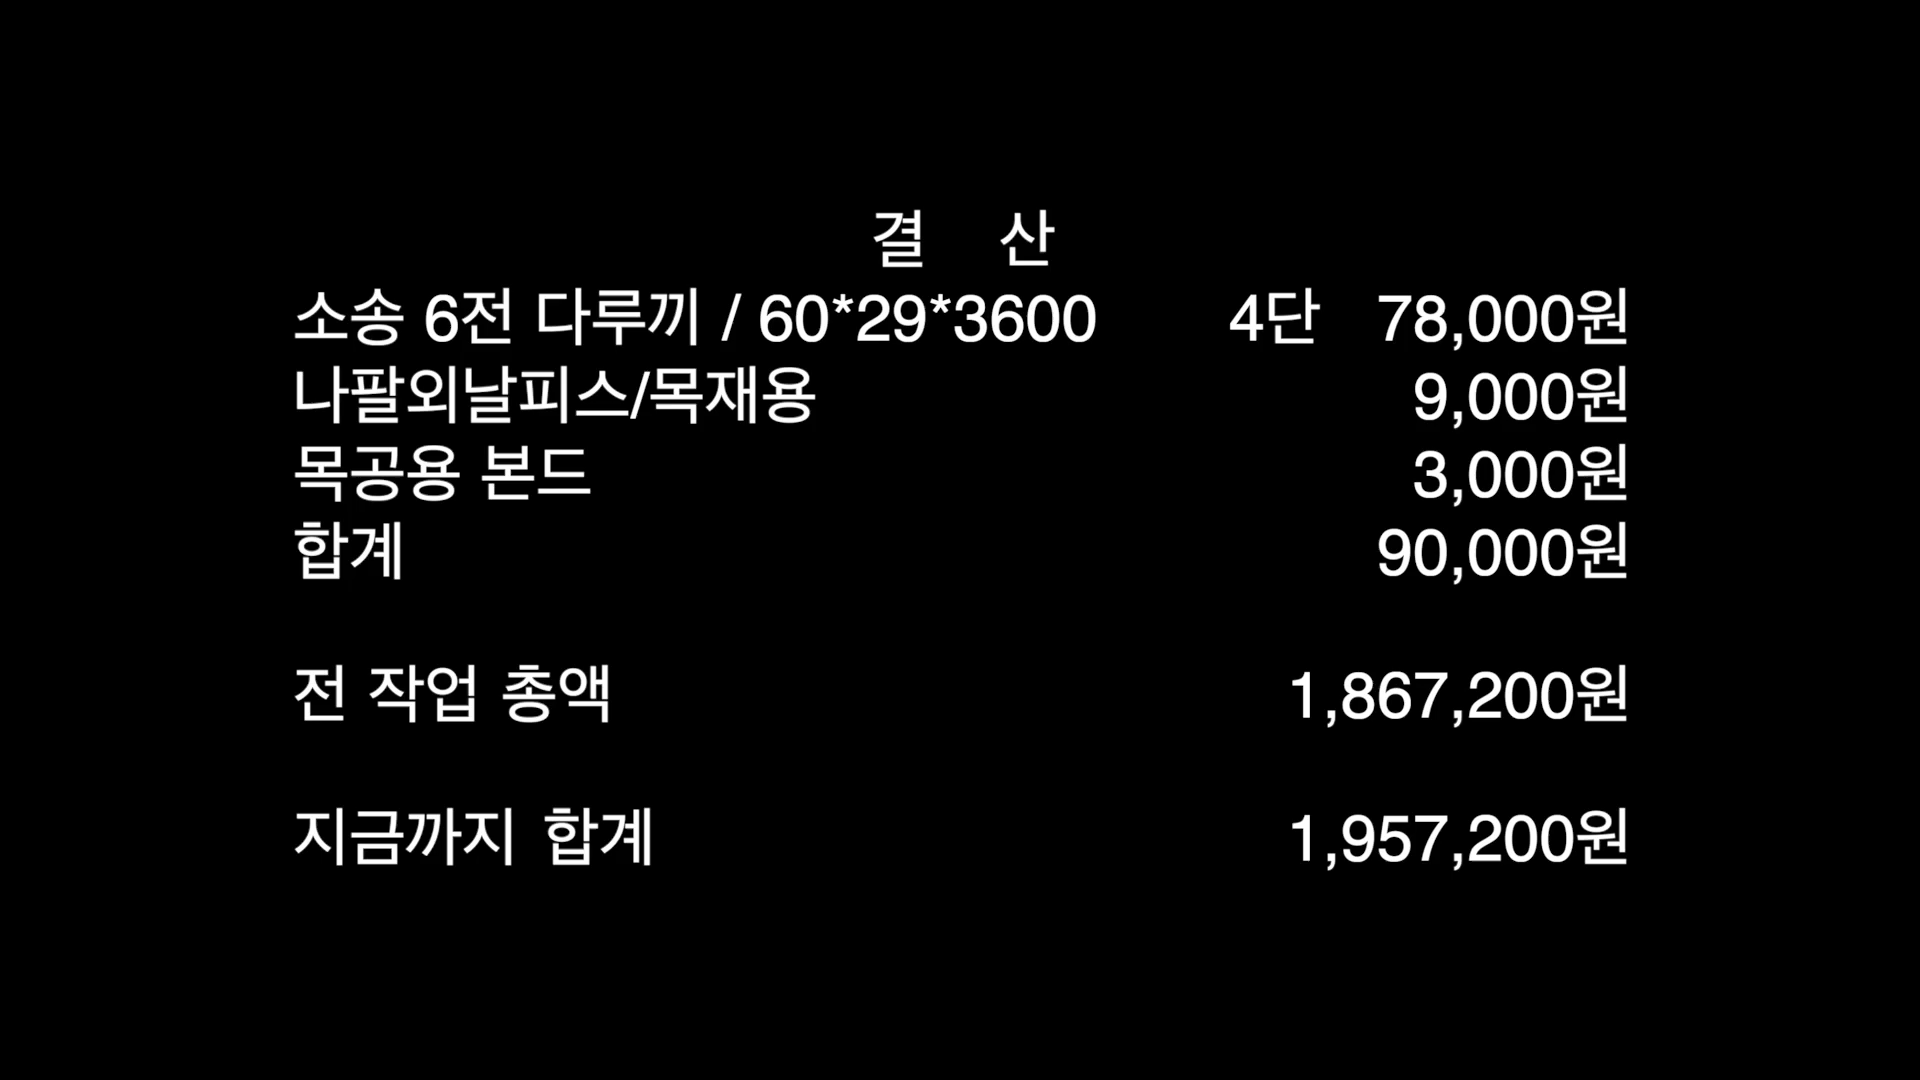 결 산
소송 6전 다루끼 / 60*29*3600 4단 78,000원
나팔외날피스/목재용 9,000원
목공용 본드 3,000원
합계 90,000원
전 작업 총액 1,867,200원
지금까지 합계 1,957,200원